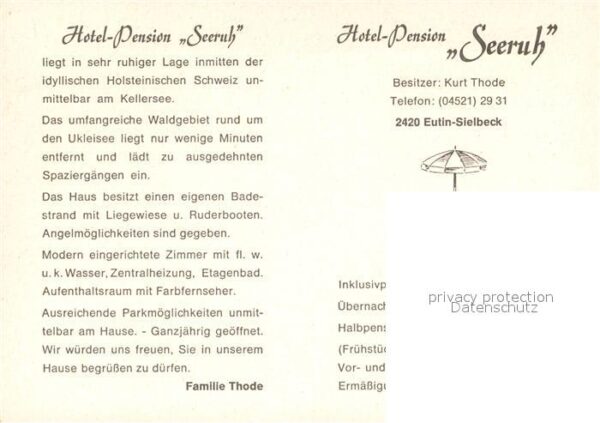 Hotel-Pension „Seeruh”
liegt in sehr ruhiger Lage inmitten der
idyllischen Holsteinischen Schweiz un-
mittelbar am Kellersee.
Das umfangreiche Waldgebiet rund um
den Ukleisee liegt nur wenige Minuten
entfernt und lädt zu ausgedehnten
Spaziergängen ein.
Das Haus besitzt einen eigenen Bade-
strand mit Liegewiese u. Ruderbooten.
Angelmöglichkeiten sind gegeben.
Modern eingerichtete Zimmer mit fl. w.
u. k. Wasser, Zentralheizung, Etagenbad.
Aufenthaltsraum mit Farbfernseher.
Ausreichende Parkmöglichkeiten unmit-
telbar am Hause. - Ganzjährig geöffnet.
Wir würden uns freuen, Sie in unserem
Hause begrüßen zu dürfen.
Familie Thode
Hotel-Pension
„Seeruh”
Besitzer: Kurt Thode
Telefon: (04521) 29 31
2420 Eutin-Sielbeck
Inklusivp
Übernach
Halbpens
(Frühstüc
Vor- und
Ermäßigu
privacy protection
Datenschutz